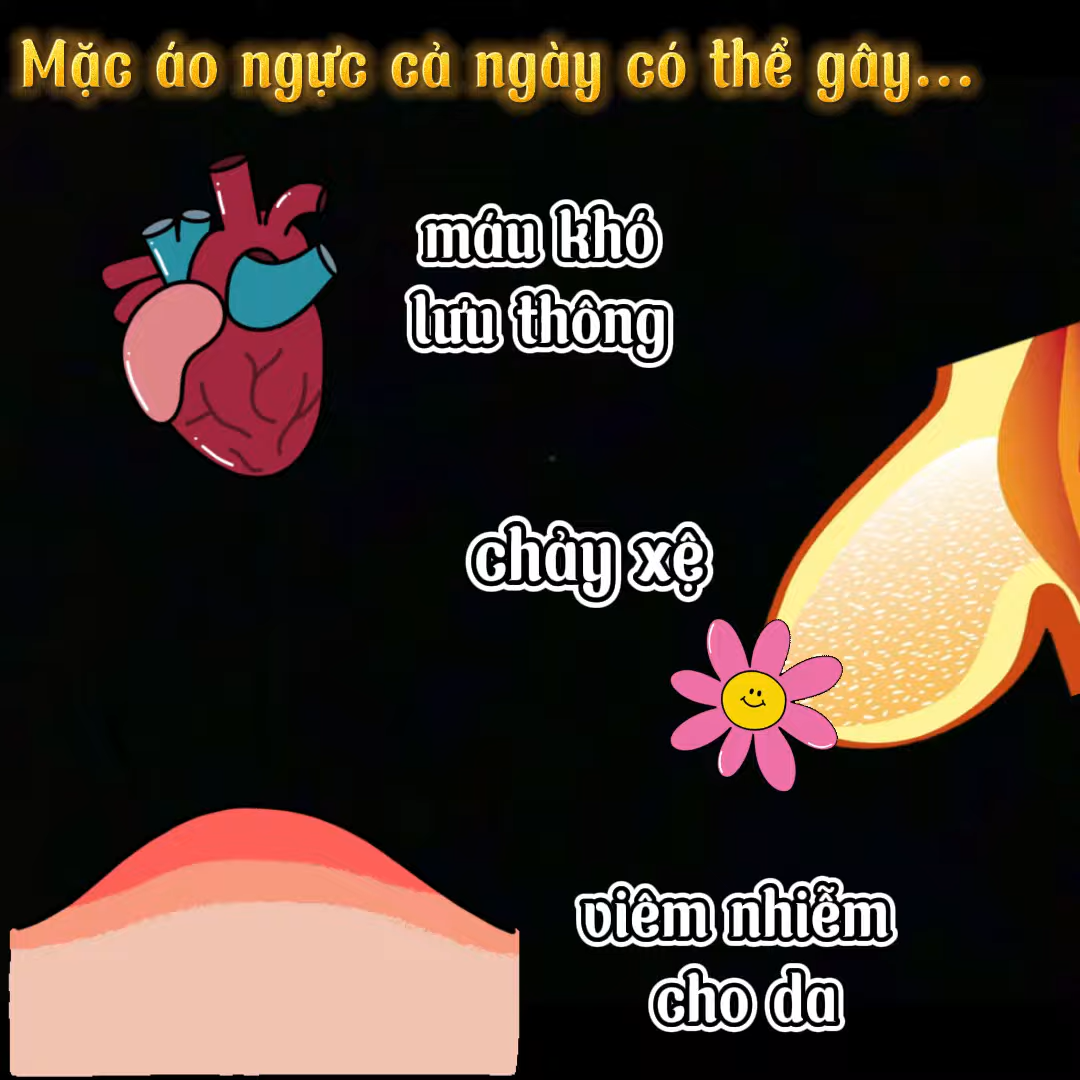 Mặc áo ngực cả ngày có thể gây...
máu khó
lưu thông
chảy xệ
viêm nhiễm
cho da